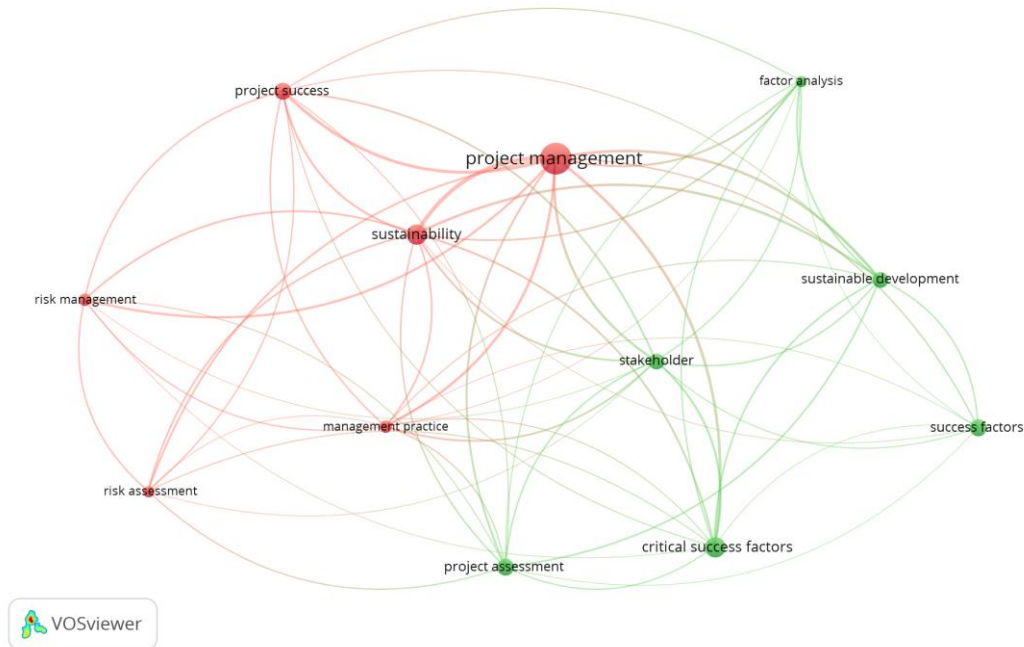 factor analysis
project success
project management
sustainability
sustainable development
risk management
stakeholder
management practice
success factors
risk assessment
critical success factors
project assessment
VOSviewer